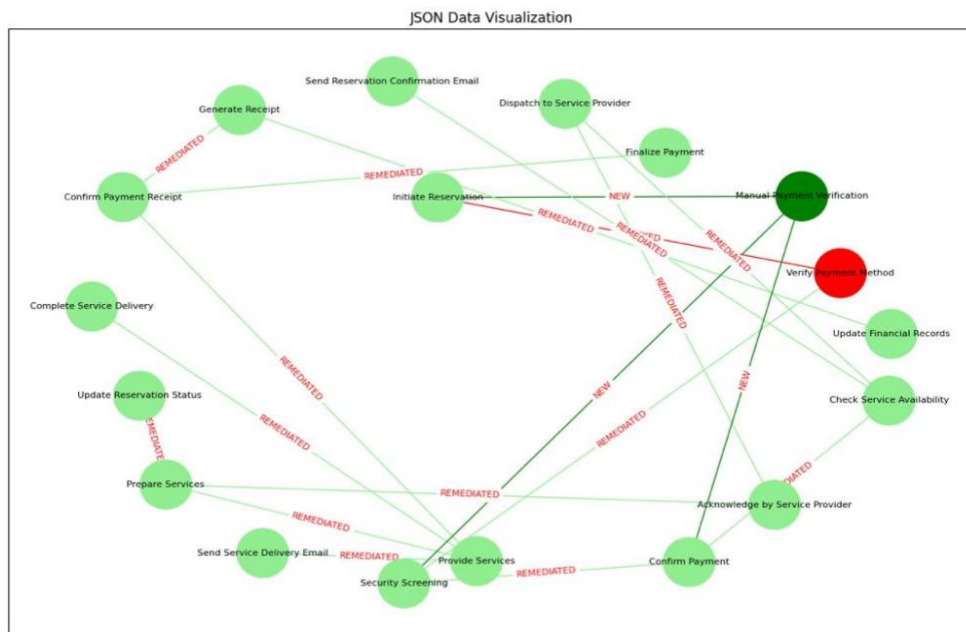 JSON Data Visualization
Send Reservation Confirmation Email
Dispatch to Service Provider
Generate Receipt
REMEDIATED
Finalize Payment
REMEDIATED
Confirm Payment Receipt
Initiate Reservation
NEW
Manual Payment Verification
REMEDIATED
REMEDIATED
REMEDIATED
Verify Payment Method
Complete Service Delivery
REMEDIATED
Update Financial Records
REMEDIATED
NEW
NEW
Update Reservation Status
Check Service Availability
REMEDIATED
REMEDIATED
EMEDIATE
DIATED
Prepare Services
REMEDIATED
Acknowledge by Service Provider
REMEDIATED
Send Service Delivery Email
REMEDIATED
Provide Services
Confirm Payment
Security Screening
REMEDIATED